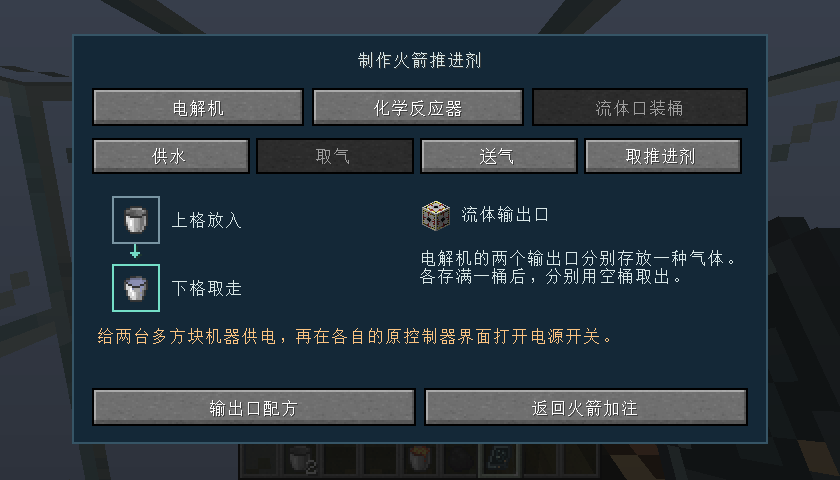 制作火箭推进剂
电解机
化学反应器
流体口装桶
供水
取气
送气
取推进剂
上格放入
流体输出口
电解机的两个输出口分别存放一种气体。
各存满一桶后，分别用空桶取出。
下格取走
给两台多方块机器供电，再在各自的原控制器界面打开电源开关。
输出口配方
返回火箭加注
2